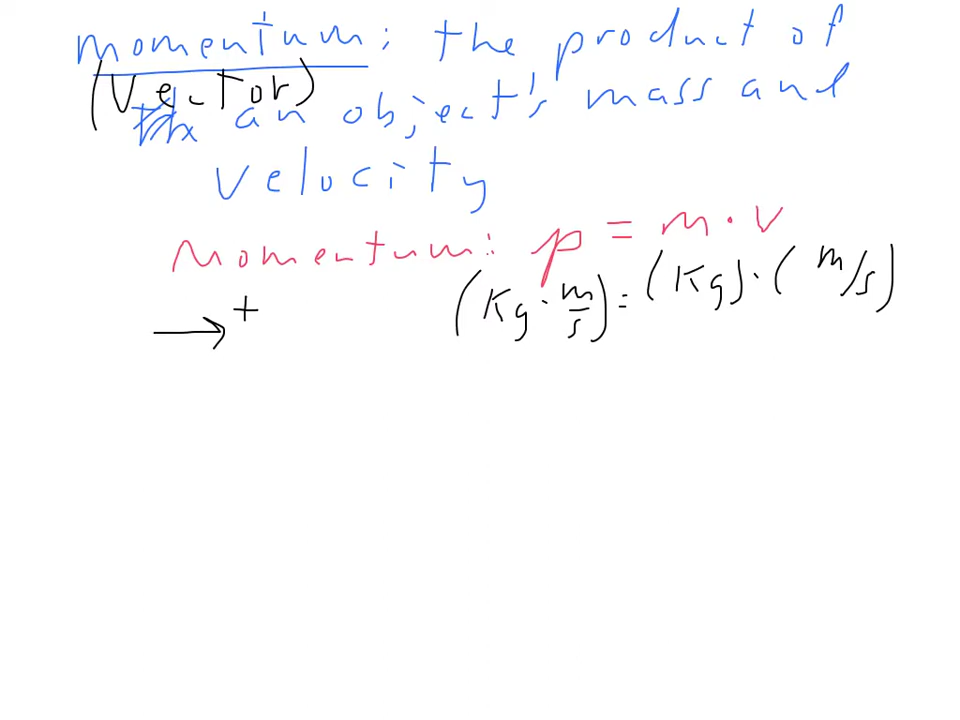 momentum: the product of
(Vector)
an object's mass and
velocity
Momentum: p = m · v
(Kg · m/s) = (Kg) · (m/s)
→ +